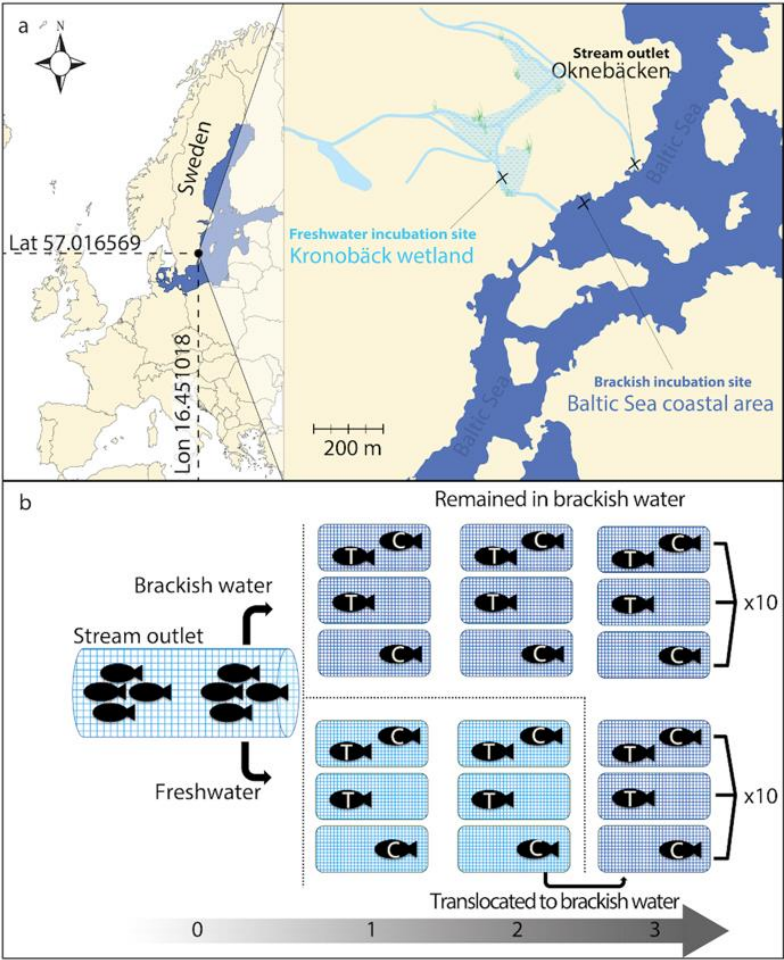 a
N
Sweden
Lat 57.016569
Lon 16.451018
Stream outlet
Oknebäcken
Baltic Sea
Freshwater incubation site
Kronobäck wetland
Brackish incubation site
Baltic Sea coastal area
Baltic Sea
200 m
b
Remained in brackish water
T C T C T C
Brackish water
T T T x10
Stream outlet
C C C
T C T C T C
Freshwater
T T T x10
C C C
Translocated to brackish water
0 1 2 3